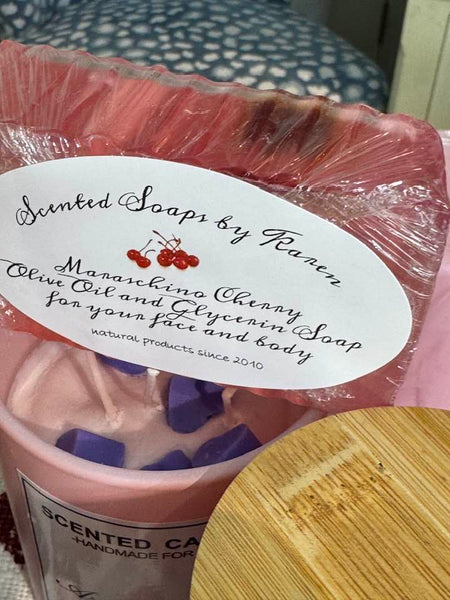 Scented Soaps by Karen
Maraschino Cherry
Olive Oil and Glycerin Soap
for your face and body
natural products since 2010
SCENTED CA
-HANDMADE FOR